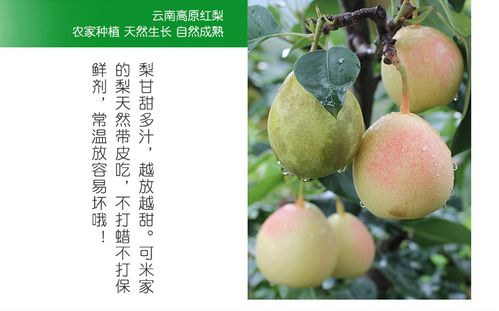 云南高原红梨
农家种植 天然生长 自然成熟
梨甘甜多汁，越放越甜。可米家
的梨天然带皮吃，不打蜡不打保
鲜剂，常温放容易坏哦！